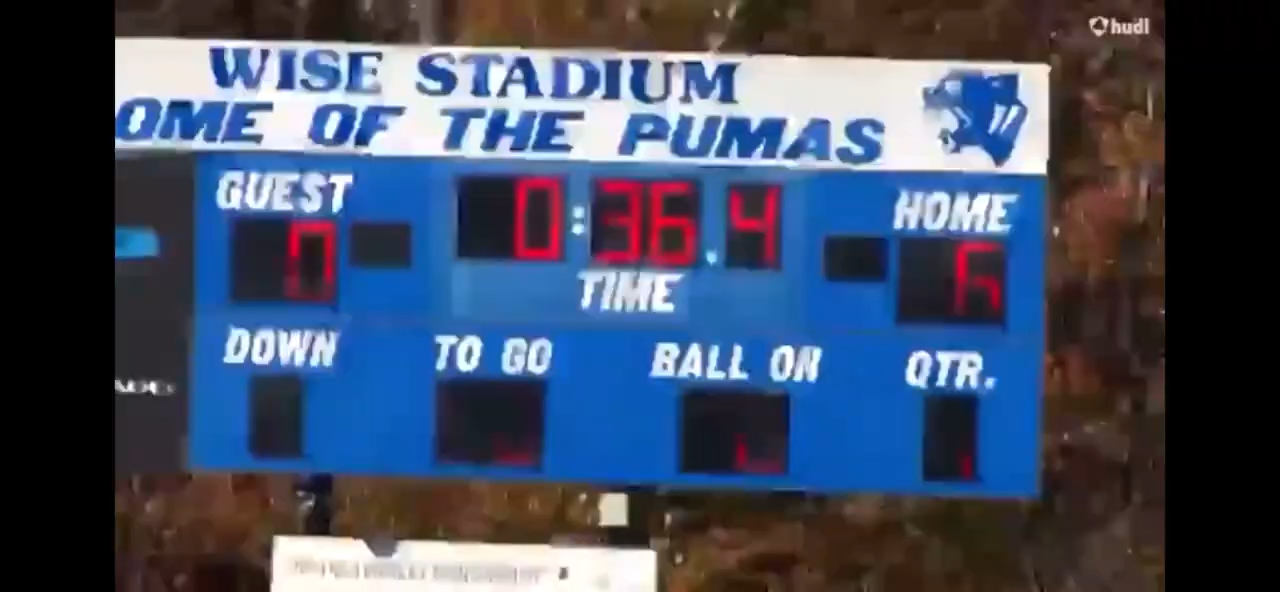 hudl
WISE STADIUM
OME OF THE PUMAS
GUEST
0:36.4
HOME
0
6
TIME
DOWN
TO GO
BALL ON
QTR.
1